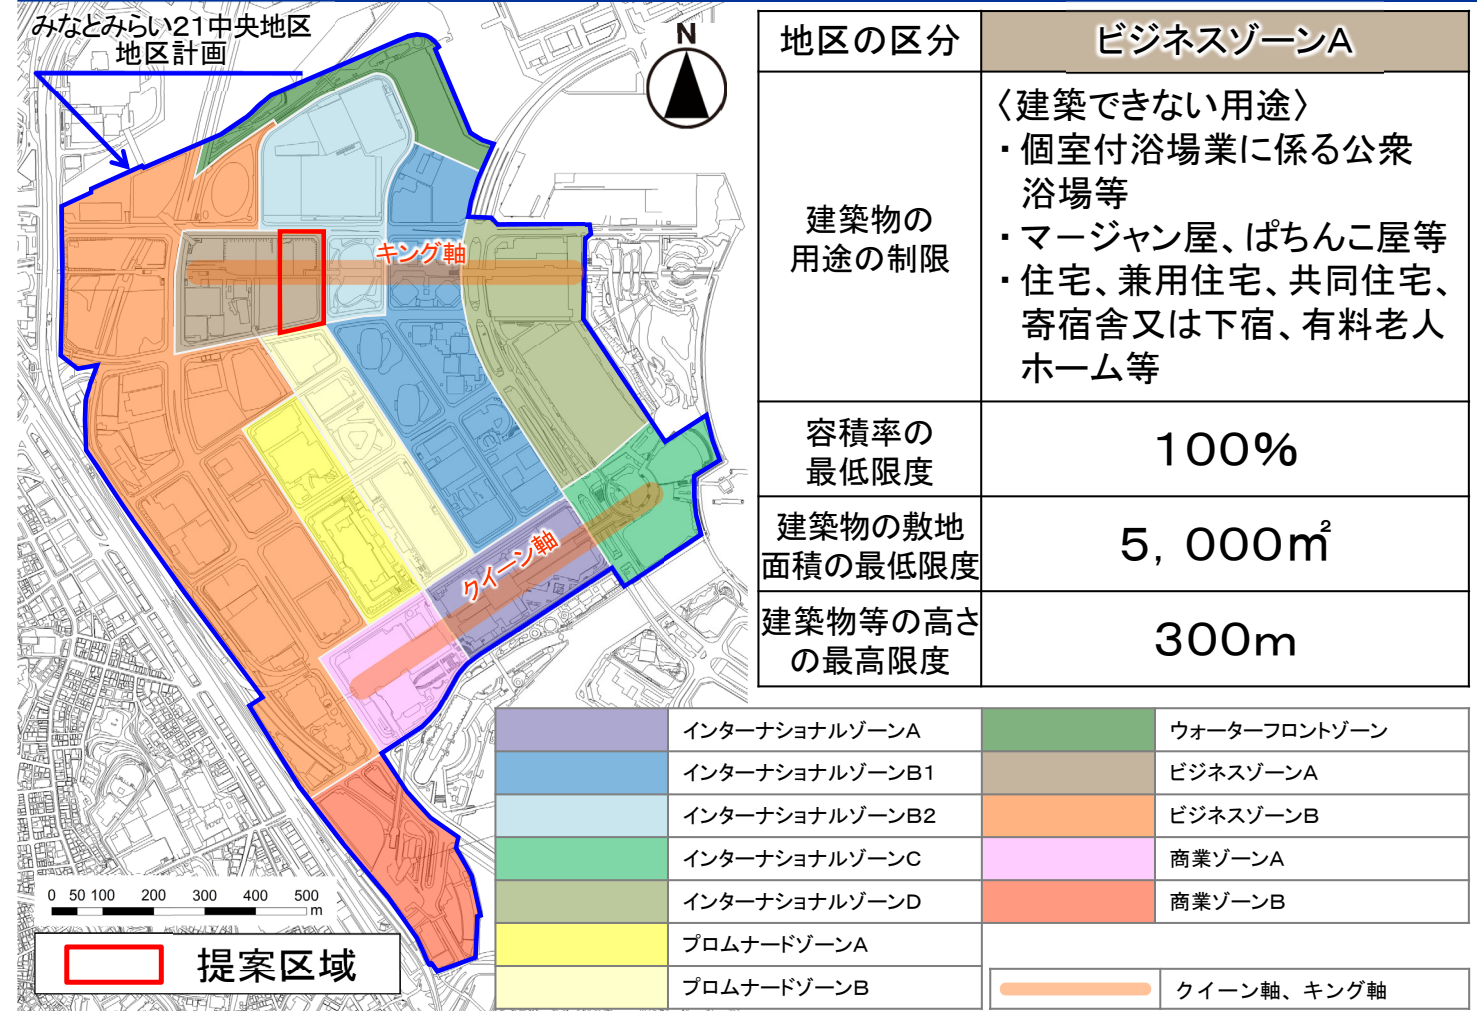 みなとみらい21中央地区
地区計画
N
キング軸
クイーン軸
0 50 100 200 300 400 500
m
提案区域
地区の区分
ビジネスゾーンA
建築物の
用途の制限
〈建築できない用途〉
・個室付浴場業に係る公衆
浴場等
・マージャン屋、ぱちんこ屋等
・住宅、兼用住宅、共同住宅、
寄宿舎又は下宿、有料老人
ホーム等
容積率の
最低限度
100%
建築物の敷地
面積の最低限度
5,000㎡
建築物等の高さ
の最高限度
300m
インターナショナルゾーンA
ウォーターフロントゾーン
インターナショナルゾーンB1
ビジネスゾーンA
インターナショナルゾーンB2
ビジネスゾーンB
インターナショナルゾーンC
商業ゾーンA
インターナショナルゾーンD
商業ゾーンB
プロムナードゾーンA
プロムナードゾーンB
クイーン軸、キング軸